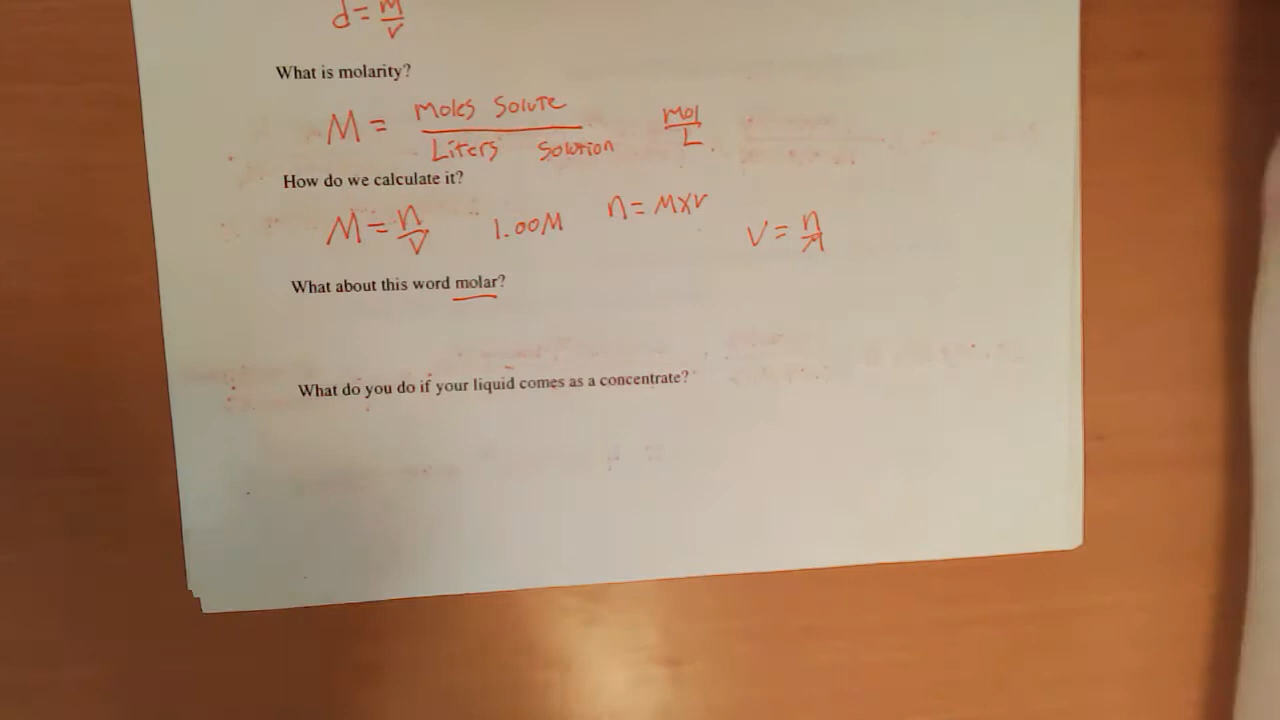 d = m/v
What is molarity?
M = Moles Solute / Liters Solution mol/L
How do we calculate it?
M = n/V 1.00M n = MxV V = n/M
What about this word molar?
What do you do if your liquid comes as a concentrate?